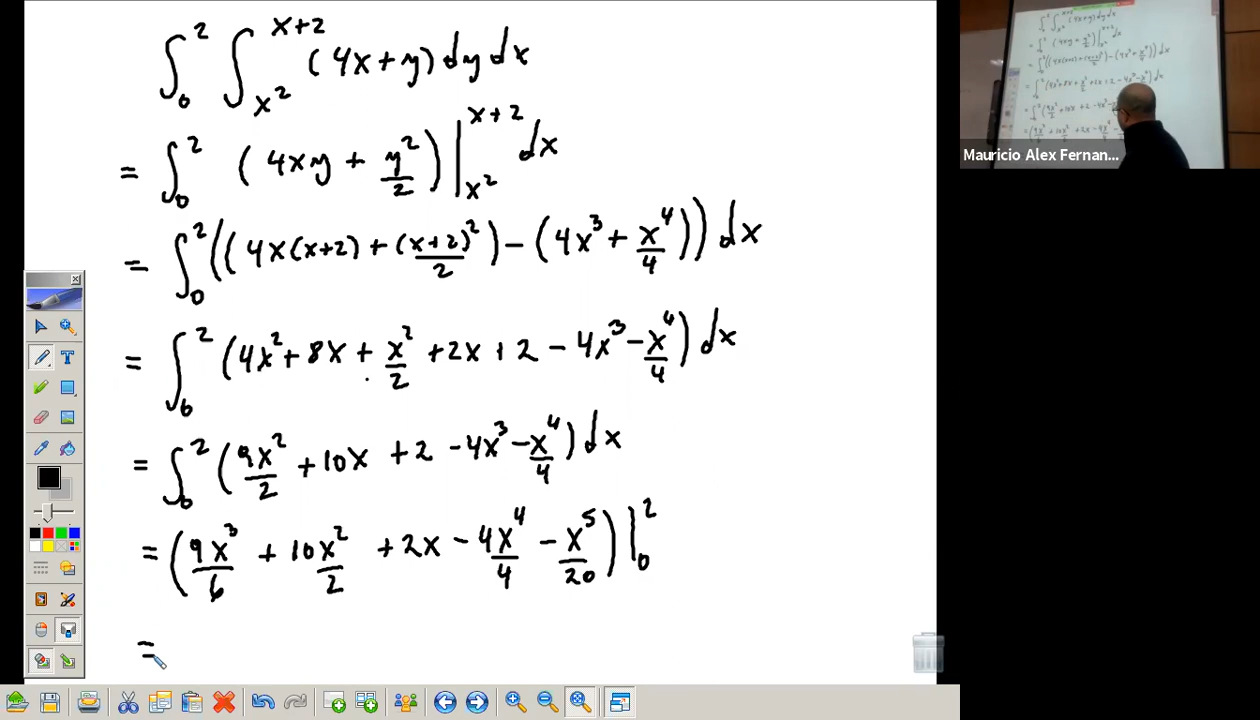 ∫₀² ∫_{x²}^{x+2} (4x+y) dy dx
= ∫₀² (4xy + y²/2) |_{x²}^{x+2} dx
= ∫₀² ((4x(x+2) + (x+2)²/2) − (4x³ + x⁴/4)) dx
= ∫₀² (4x² + 8x + x²/2 + 2x + 2 − 4x³ − x⁴/4) dx
= ∫₀² (9x²/2 + 10x + 2 − 4x³ − x⁴/4) dx
= (9x³/6 + 10x²/2 + 2x − 4x⁴/4 − x⁵/20) |₀²
=
Mauricio Alex Fernan...
T